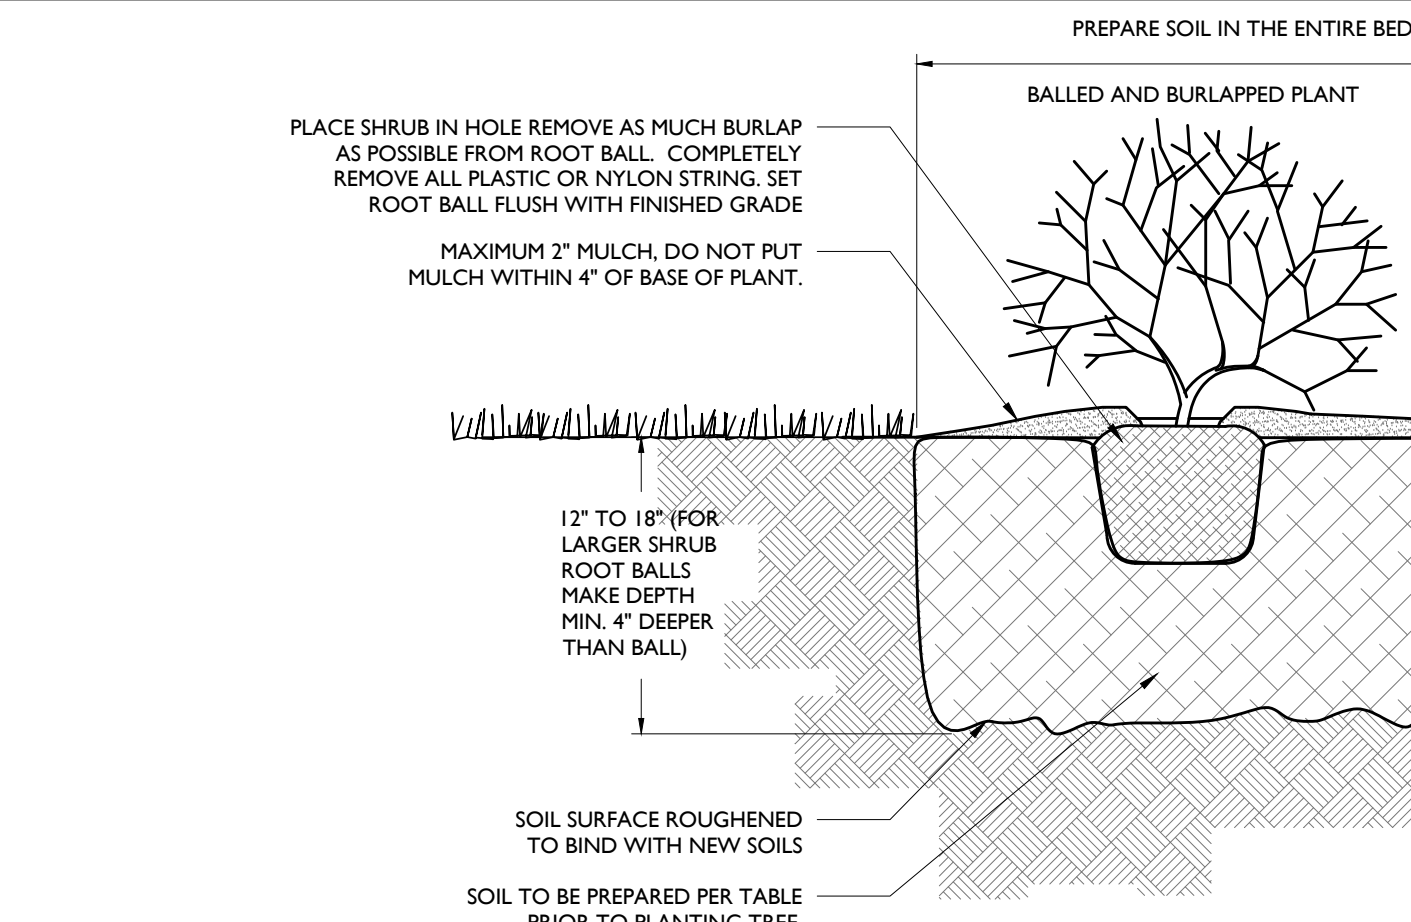 PREPARE SOIL IN THE ENTIRE BED
BALLED AND BURLAPPED PLANT
PLACE SHRUB IN HOLE REMOVE AS MUCH BURLAP
AS POSSIBLE FROM ROOT BALL.  COMPLETELY
REMOVE ALL PLASTIC OR NYLON STRING. SET
ROOT BALL FLUSH WITH FINISHED GRADE
MAXIMUM 2" MULCH, DO NOT PUT
MULCH WITHIN 4" OF BASE OF PLANT.
12" TO 18" (FOR
LARGER SHRUB
ROOT BALLS
MAKE DEPTH
MIN. 4" DEEPER
THAN BALL)
SOIL SURFACE ROUGHENED
TO BIND WITH NEW SOILS
SOIL TO BE PREPARED PER TABLE
PRIOR TO PLANTING TREE.